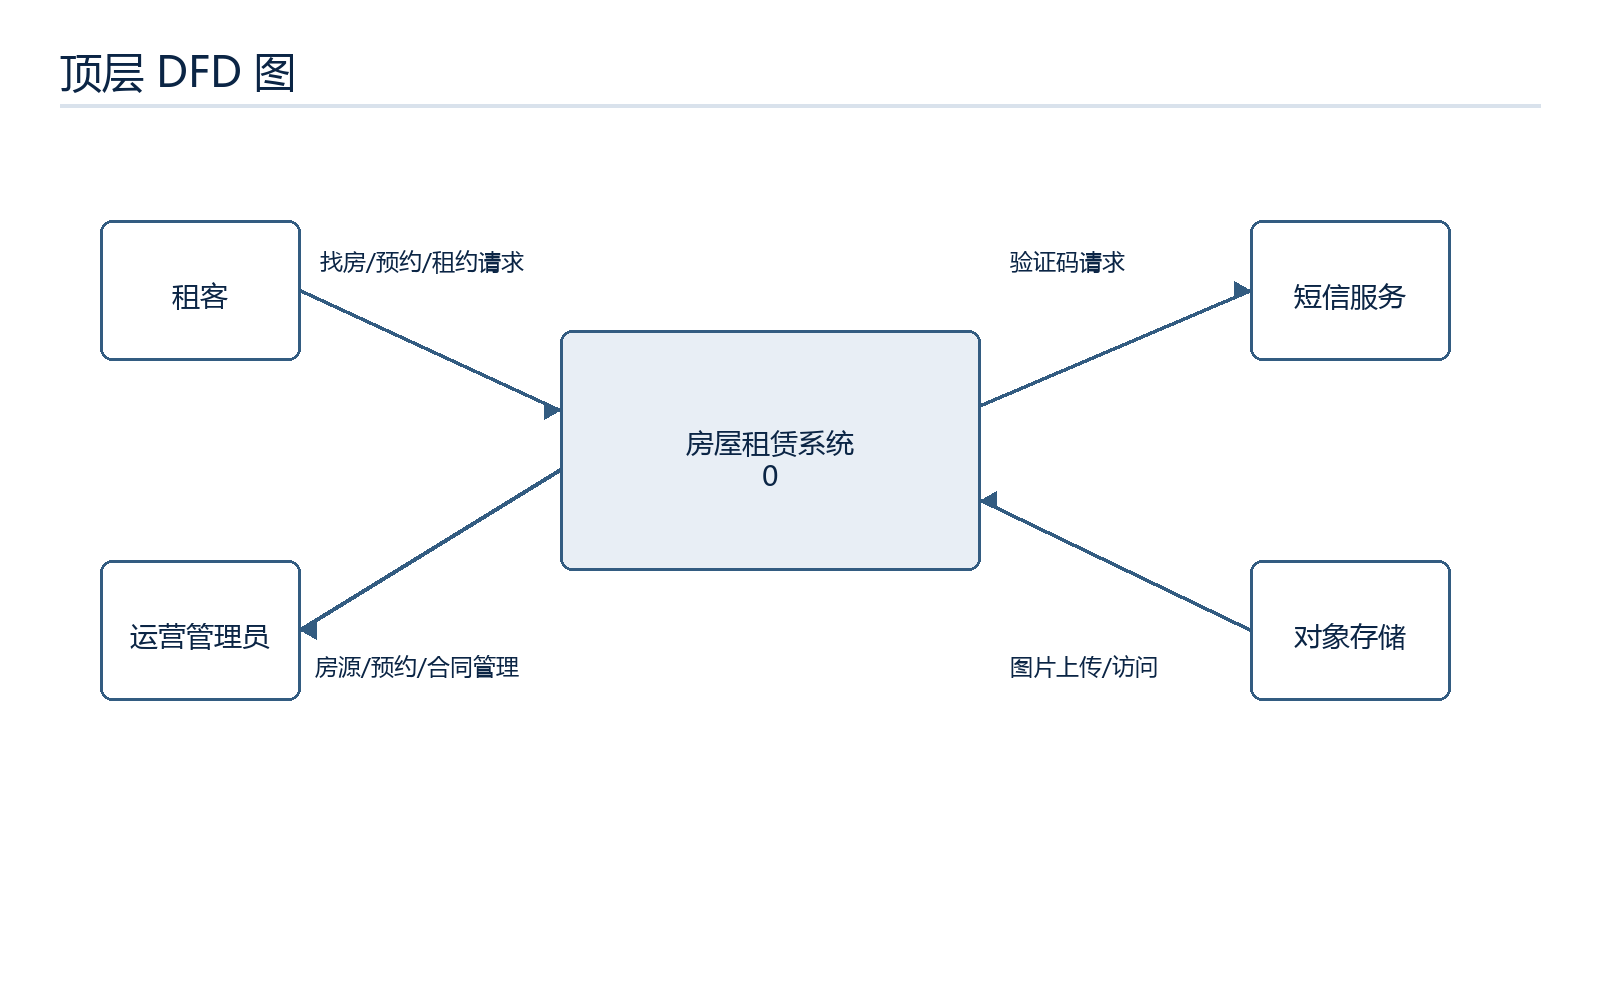 顶层 DFD 图
租客
找房/预约/租约请求
验证码请求
短信服务
房屋租赁系统
0
运营管理员
房源/预约/合同管理
图片上传/访问
对象存储